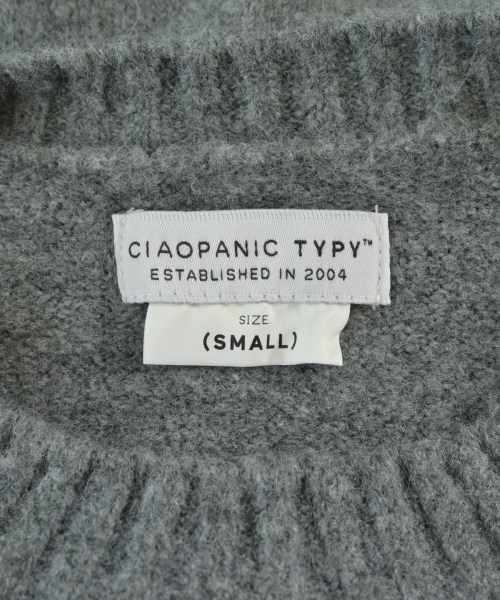 CIAOPANIC TYPY™
ESTABLISHED IN 2004
SIZE
(SMALL)